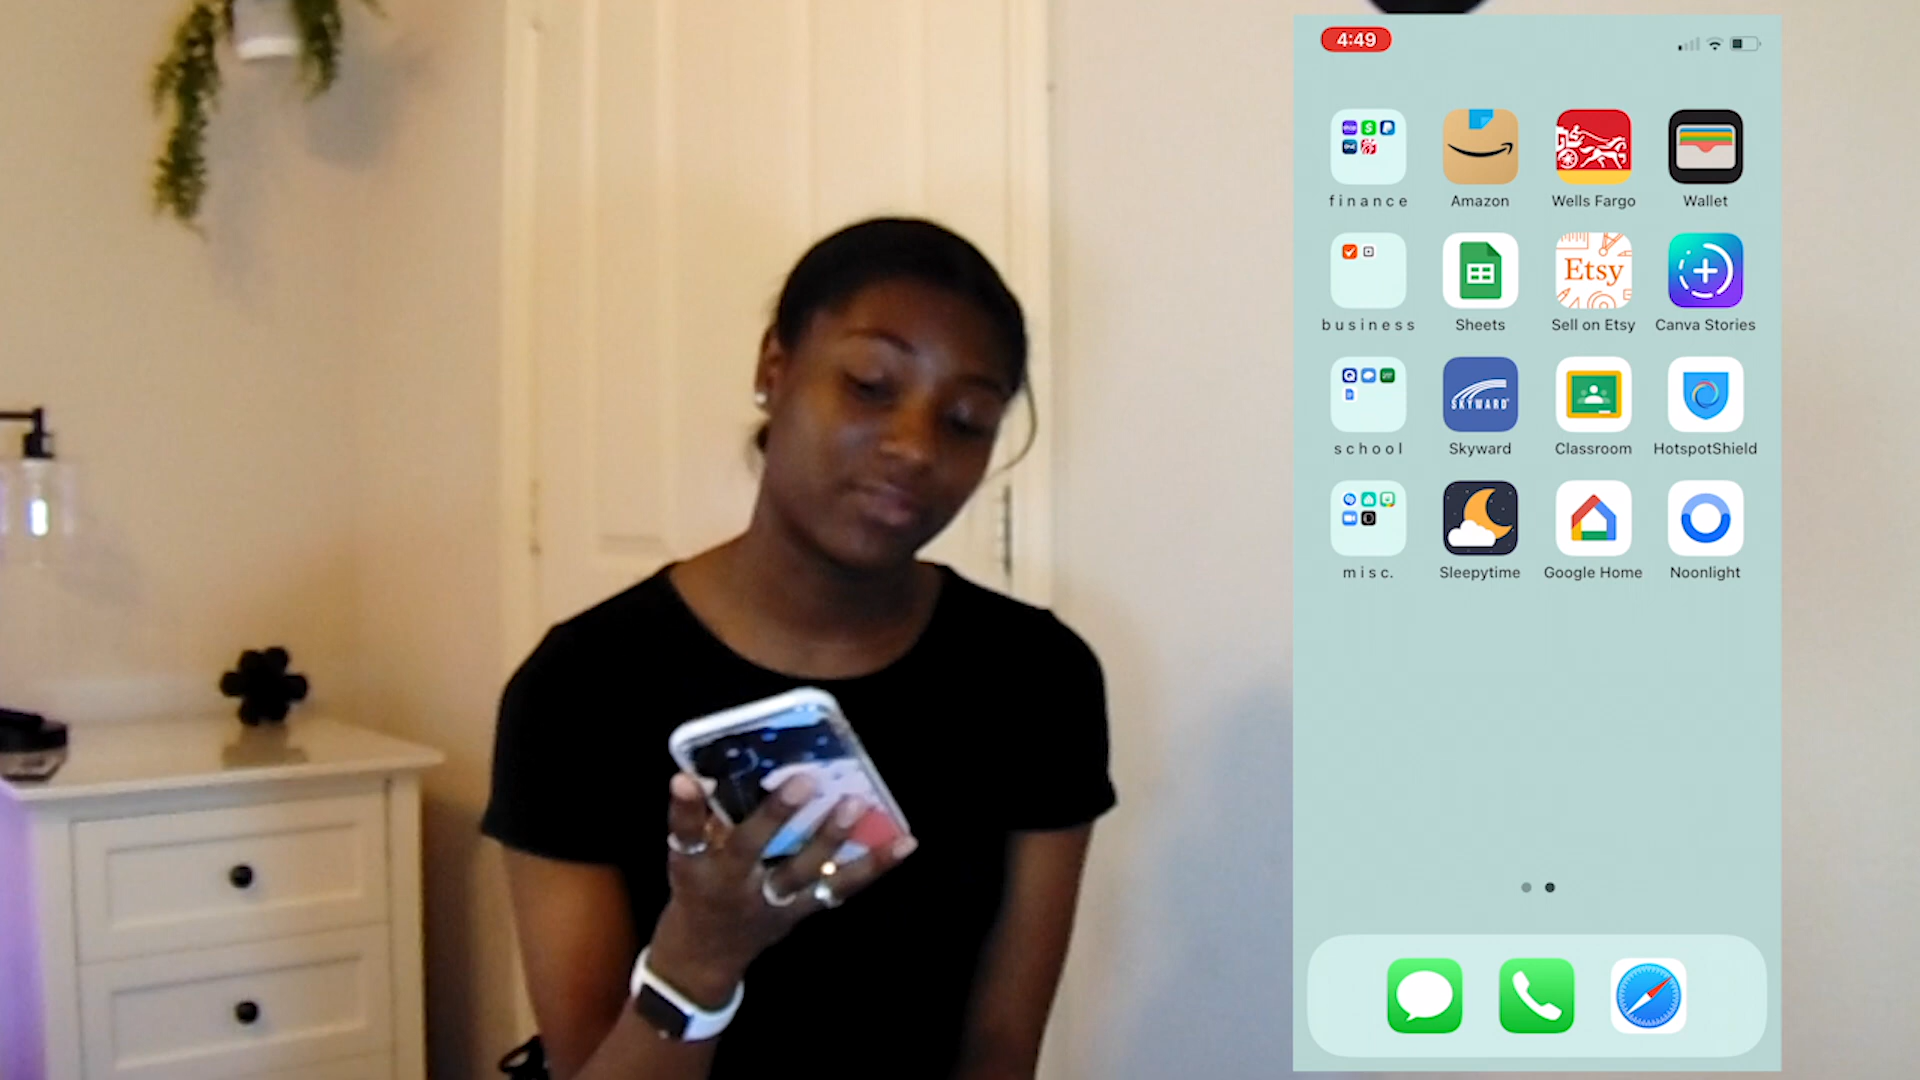 4:49
finance Amazon Wells Fargo Wallet
Etsy
business Sheets Sell on Etsy Canva Stories
SKYWARD
school Skyward Classroom HotspotShield
misc. Sleepytime Google Home Noonlight